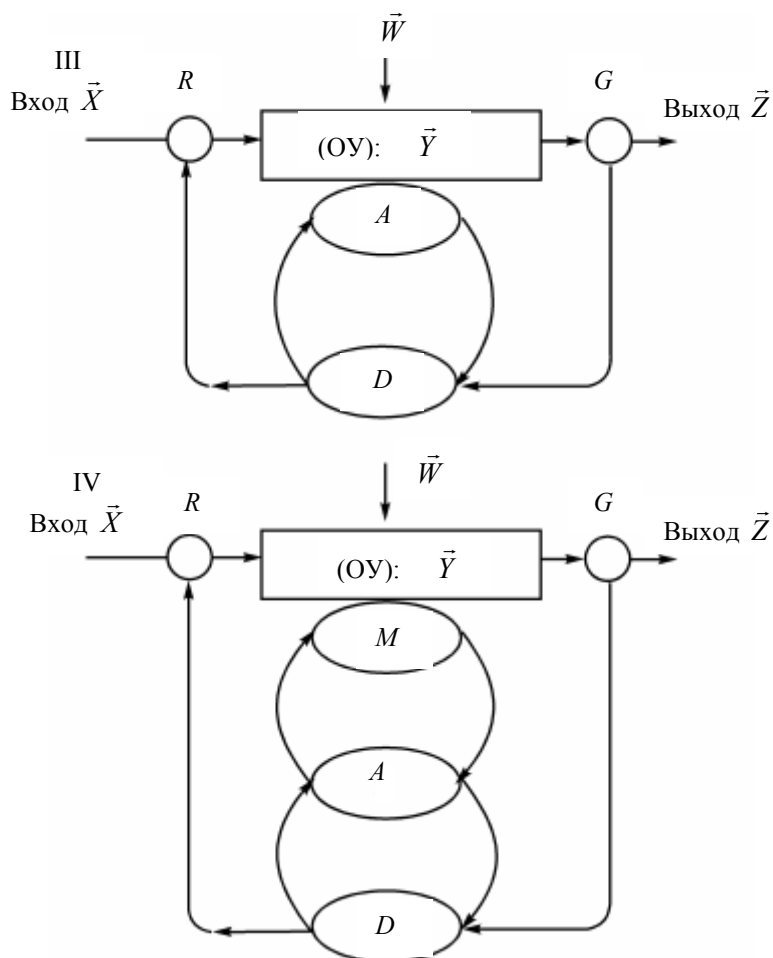 W⃗
III
R
G
Вход X⃗
Выход Z⃗
(ОУ): Y⃗
A
D
IV
W⃗
R
G
Вход X⃗
Выход Z⃗
(ОУ): Y⃗
M
A
D